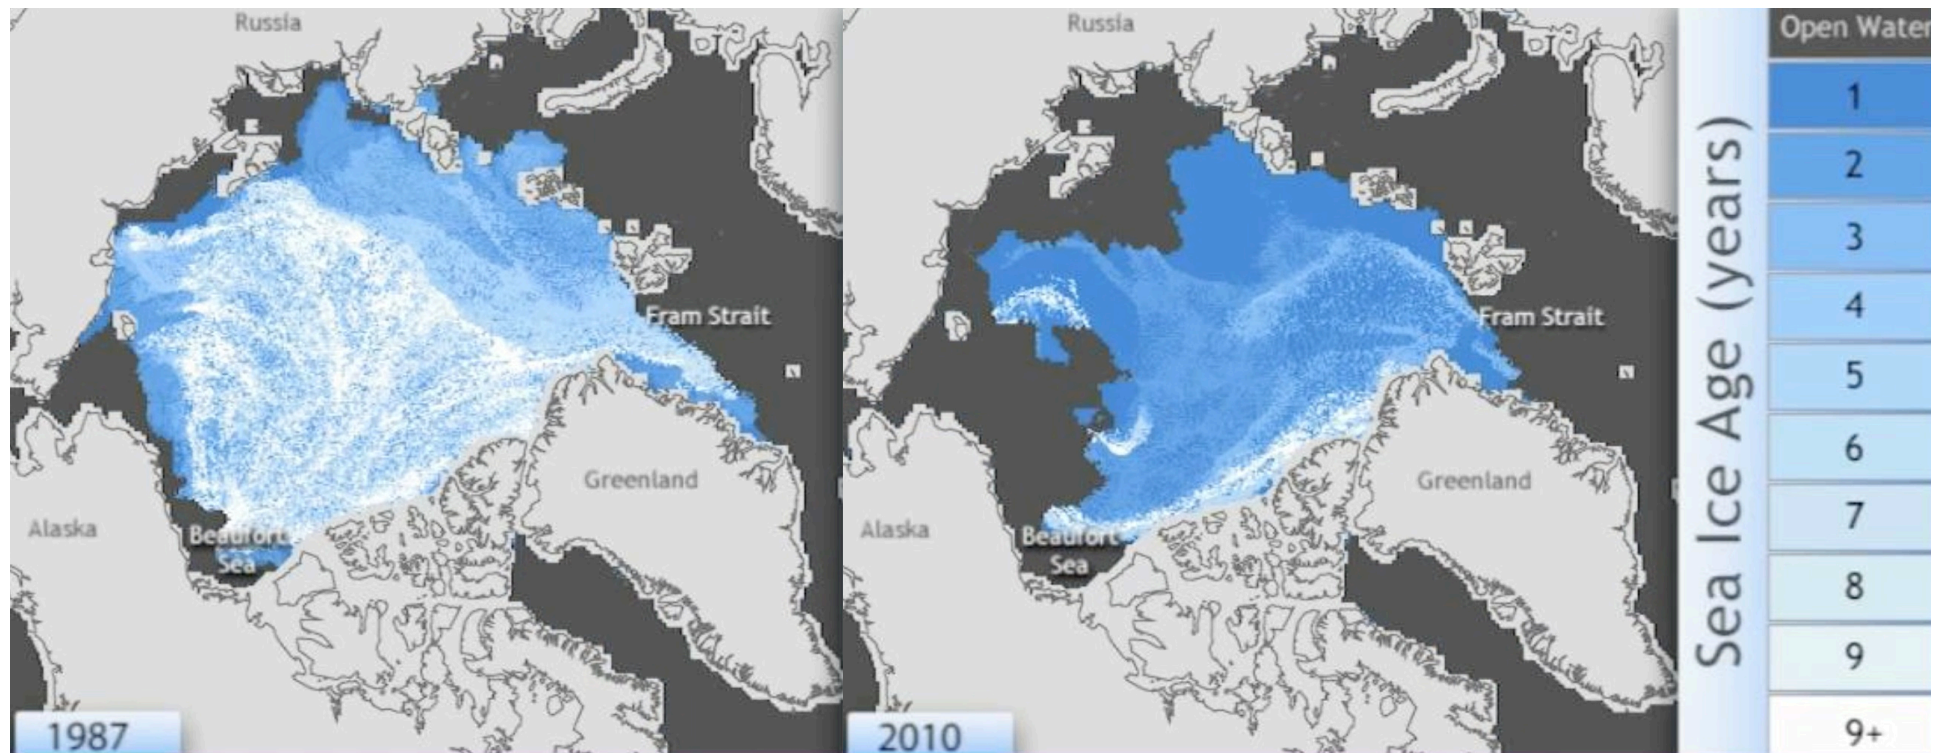 Russia
Fram Strait
Greenland
Alaska
Beaufort
Sea
1987
Russia
Fram Strait
Greenland
Alaska
Beaufort
Sea
2010
Sea Ice Age (years)
Open Water
1
2
3
4
5
6
7
8
9
9+